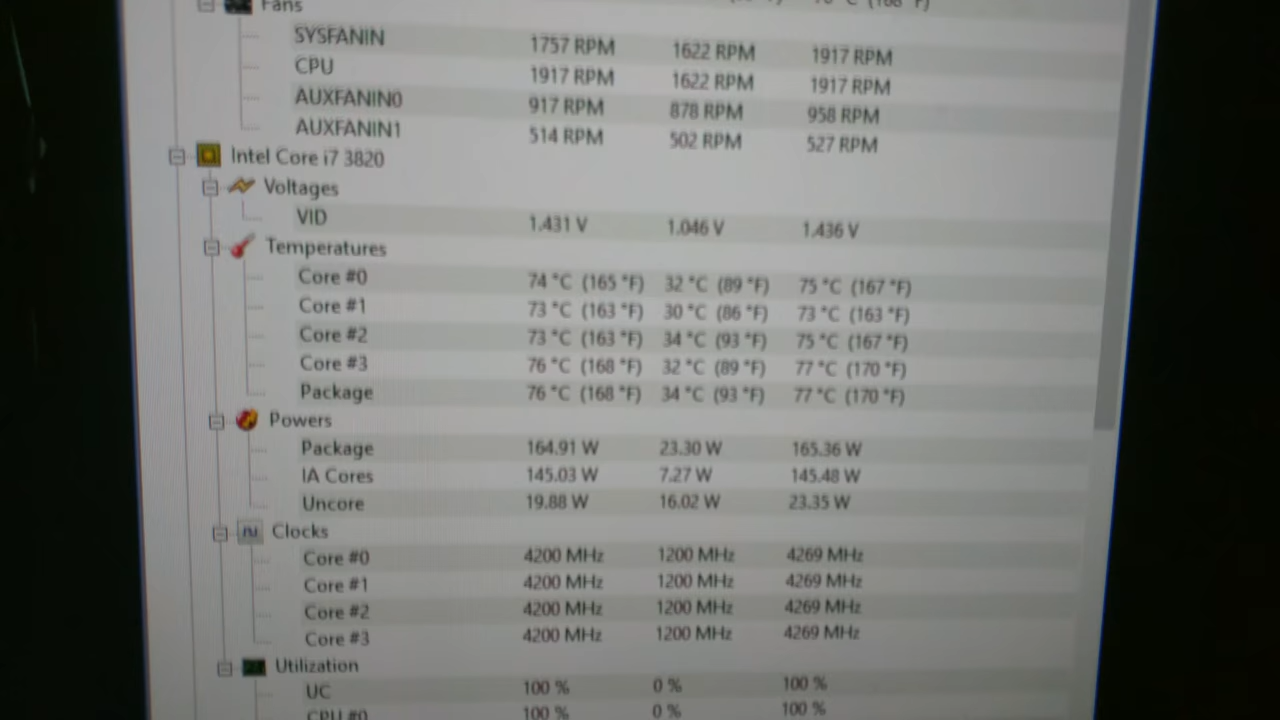 Fans
SYSFANIN 1757 RPM 1622 RPM 1917 RPM
CPU 1917 RPM 1622 RPM 1917 RPM
AUXFANIN0 917 RPM 878 RPM 958 RPM
AUXFANIN1 514 RPM 502 RPM 527 RPM
Intel Core i7 3820
Voltages
VID 1.431 V 1.046 V 1.436 V
Temperatures
Core #0 74 °C (165 °F) 32 °C (89 °F) 75 °C (167 °F)
Core #1 73 °C (163 °F) 30 °C (86 °F) 73 °C (163 °F)
Core #2 73 °C (163 °F) 34 °C (93 °F) 75 °C (167 °F)
Core #3 76 °C (168 °F) 32 °C (89 °F) 77 °C (170 °F)
Package 76 °C (168 °F) 34 °C (93 °F) 77 °C (170 °F)
Powers
Package 164.91 W 23.30 W 165.36 W
IA Cores 145.03 W 7.27 W 145.48 W
Uncore 19.88 W 16.02 W 23.35 W
Clocks
Core #0 4200 MHz 1200 MHz 4269 MHz
Core #1 4200 MHz 1200 MHz 4269 MHz
Core #2 4200 MHz 1200 MHz 4269 MHz
Core #3 4200 MHz 1200 MHz 4269 MHz
Utilization
UC 100 % 0 % 100 %
CPU #0 100 % 0 % 100 %